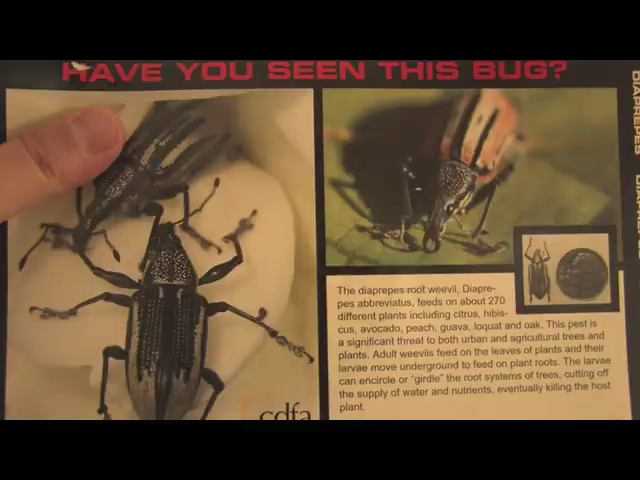 HAVE YOU SEEN THIS BUG?
DIAPREPES
The diaprepes root weevil, Diapre-
pes abbreviatus, feeds on about 270
different plants including citrus, hibis-
cus, avocado, peach, guava, loquat and oak. This pest is
a significant threat to both urban and agricultural trees and
plants. Adult weevils feed on the leaves of plants and their
larvae move underground to feed on plant roots. The larvae
can encircle or "girdle" the root systems of trees, cutting off
the supply of water and nutrients, eventually killing the host
plant.
cdfa